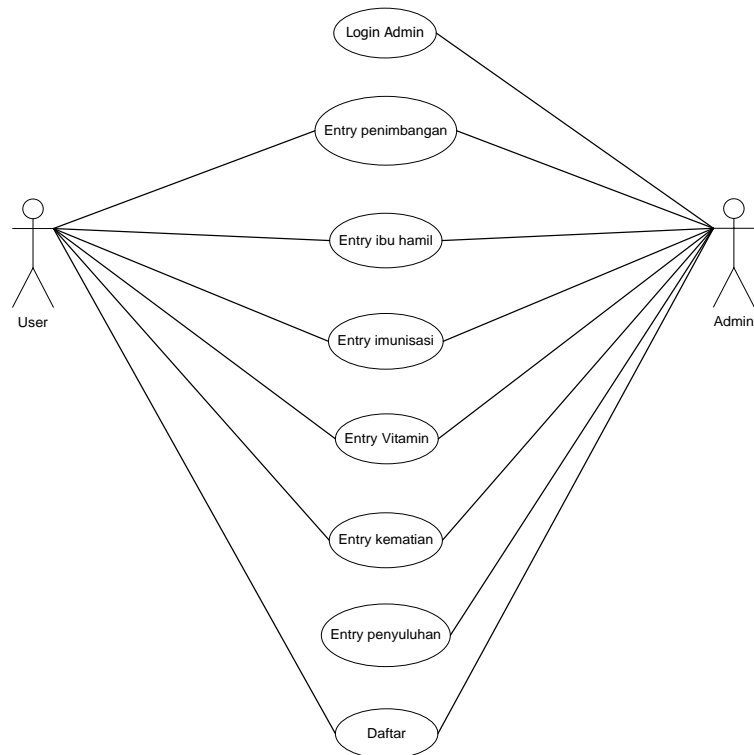 Login Admin
Entry penimbangan
Entry ibu hamil
User
Admin
Entry imunisasi
Entry Vitamin
Entry kematian
Entry penyuluhan
Daftar